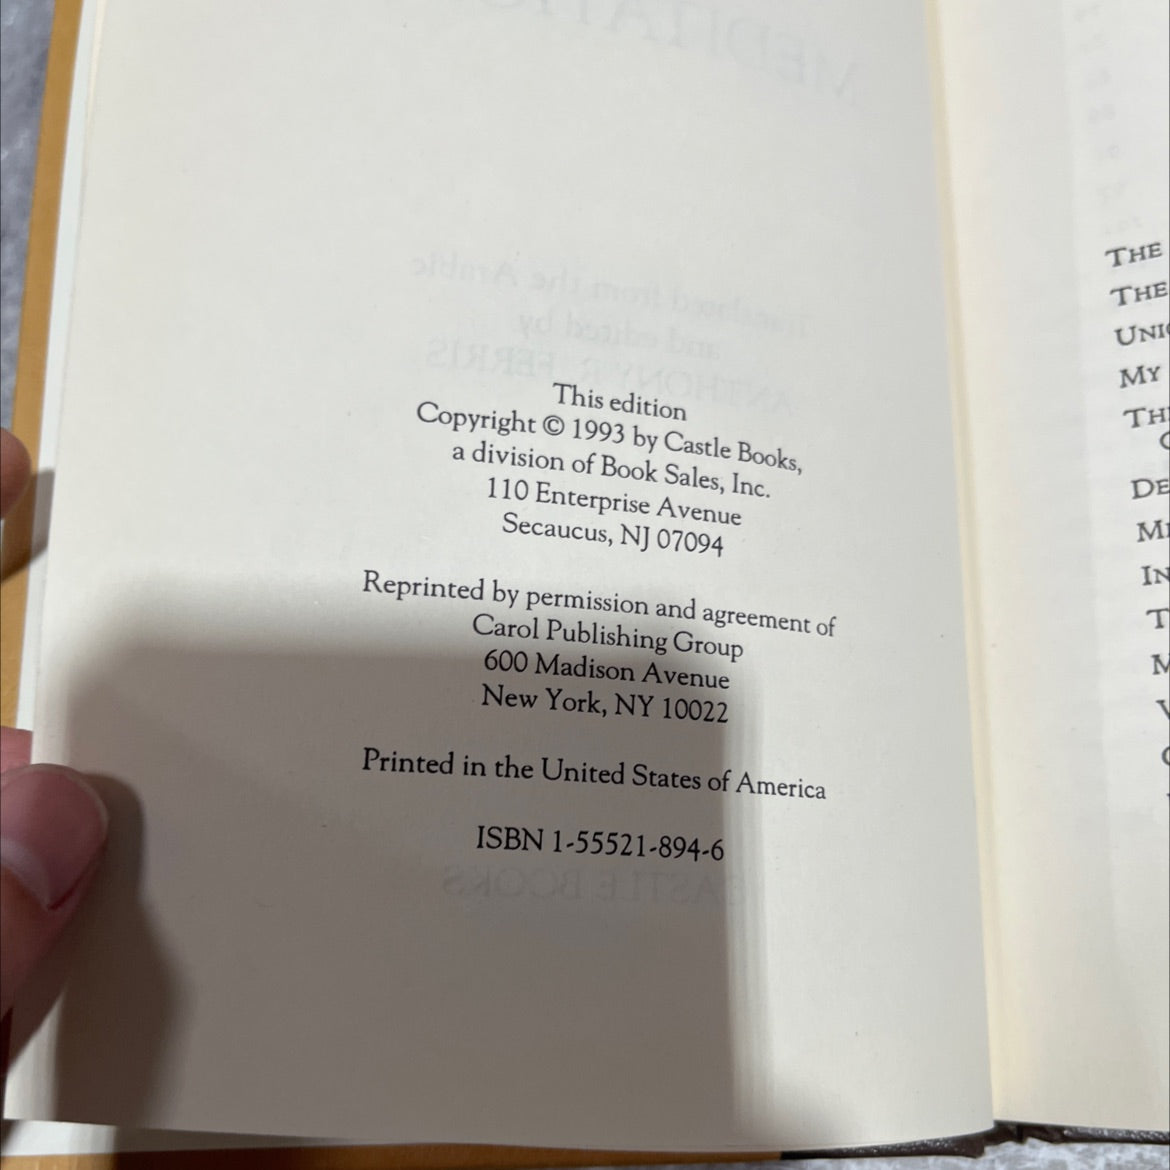 This edition
Copyright © 1993 by Castle Books,
a division of Book Sales, Inc.
110 Enterprise Avenue
Secaucus, NJ 07094
Reprinted by permission and agreement of
Carol Publishing Group
600 Madison Avenue
New York, NY 10022
Printed in the United States of America
ISBN 1-55521-894-6
THE
THE
MY